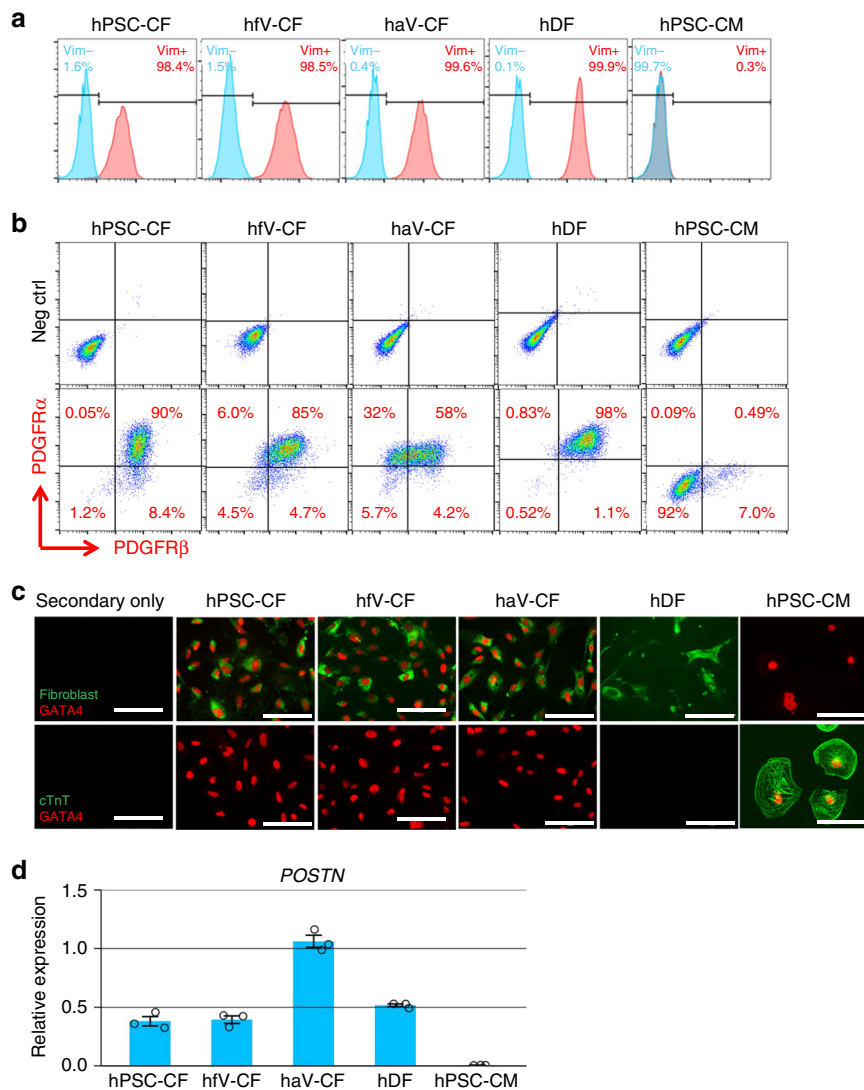 a
hPSC-CF hfV-CF haV-CF hDF hPSC-CM
Vim– Vim+ Vim– Vim+ Vim– Vim+ Vim– Vim+ Vim– Vim+
1.6% 98.4% 1.5% 98.5% 0.4% 99.6% 0.1% 99.9% 99.7% 0.3%
b
hPSC-CF hfV-CF haV-CF hDF hPSC-CM
Neg ctrl
PDGFRα
0.05% 90% 6.0% 85% 32% 58% 0.83% 98% 0.09% 0.49%
1.2% 8.4% 4.5% 4.7% 5.7% 4.2% 0.52% 1.1% 92% 7.0%
PDGFRβ
c
Secondary only hPSC-CF hfV-CF haV-CF hDF hPSC-CM
Fibroblast
GATA4
cTnT
GATA4
d
POSTN
Relative expression
1.5
1.0
0.5
0.0
hPSC-CF hfV-CF haV-CF hDF hPSC-CM